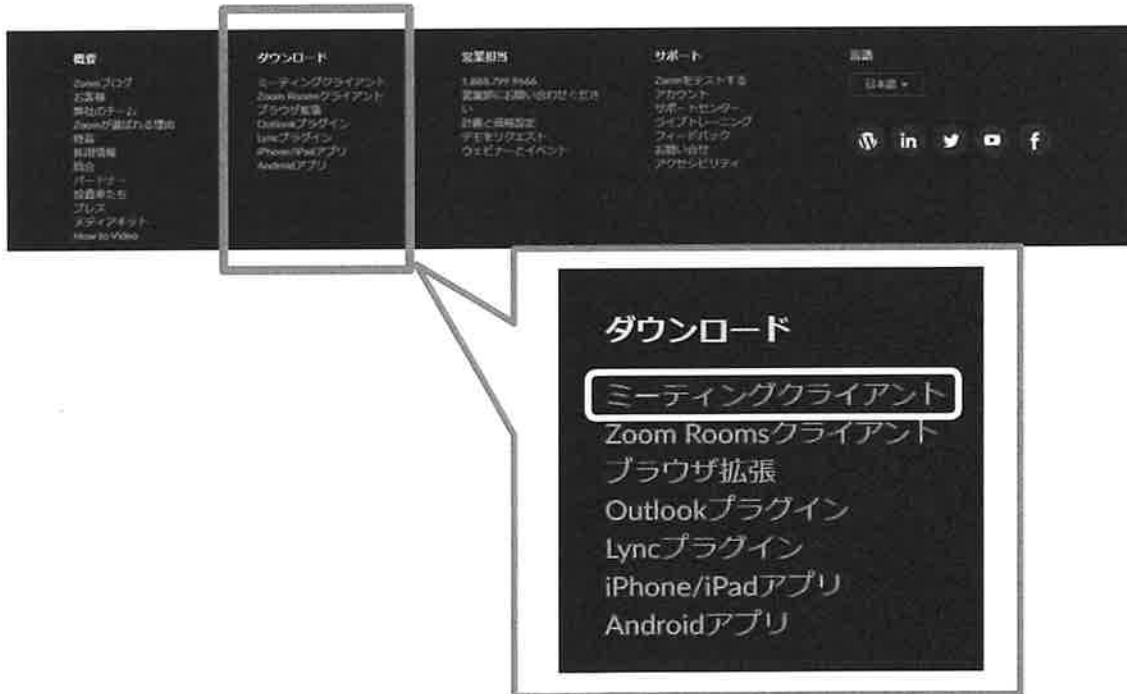 概要
Zoomブログ
お客様
弊社のチーム
Zoomが選ばれる理由
特長
採用情報
統合
パートナー
投資家たち
プレス
メディアキット
How to Video
ダウンロード
ミーティングクライアント
Zoom Roomsクライアント
ブラウザ拡張
Outlookプラグイン
Lyncプラグイン
iPhone/iPadアプリ
Androidアプリ
営業担当
1.888.799.9666
営業部にお問い合わせくださ
い
計画と価格設定
デモをリクエスト
ウェビナーとイベント
サポート
Zoomをテストする
アカウント
サポートセンター
ライブトレーニング
フィードバック
お問い合せ
アクセシビリティ
言語
日本語
in
f
ダウンロード
ミーティングクライアント
Zoom Roomsクライアント
ブラウザ拡張
Outlookプラグイン
Lyncプラグイン
iPhone/iPadアプリ
Androidアプリ